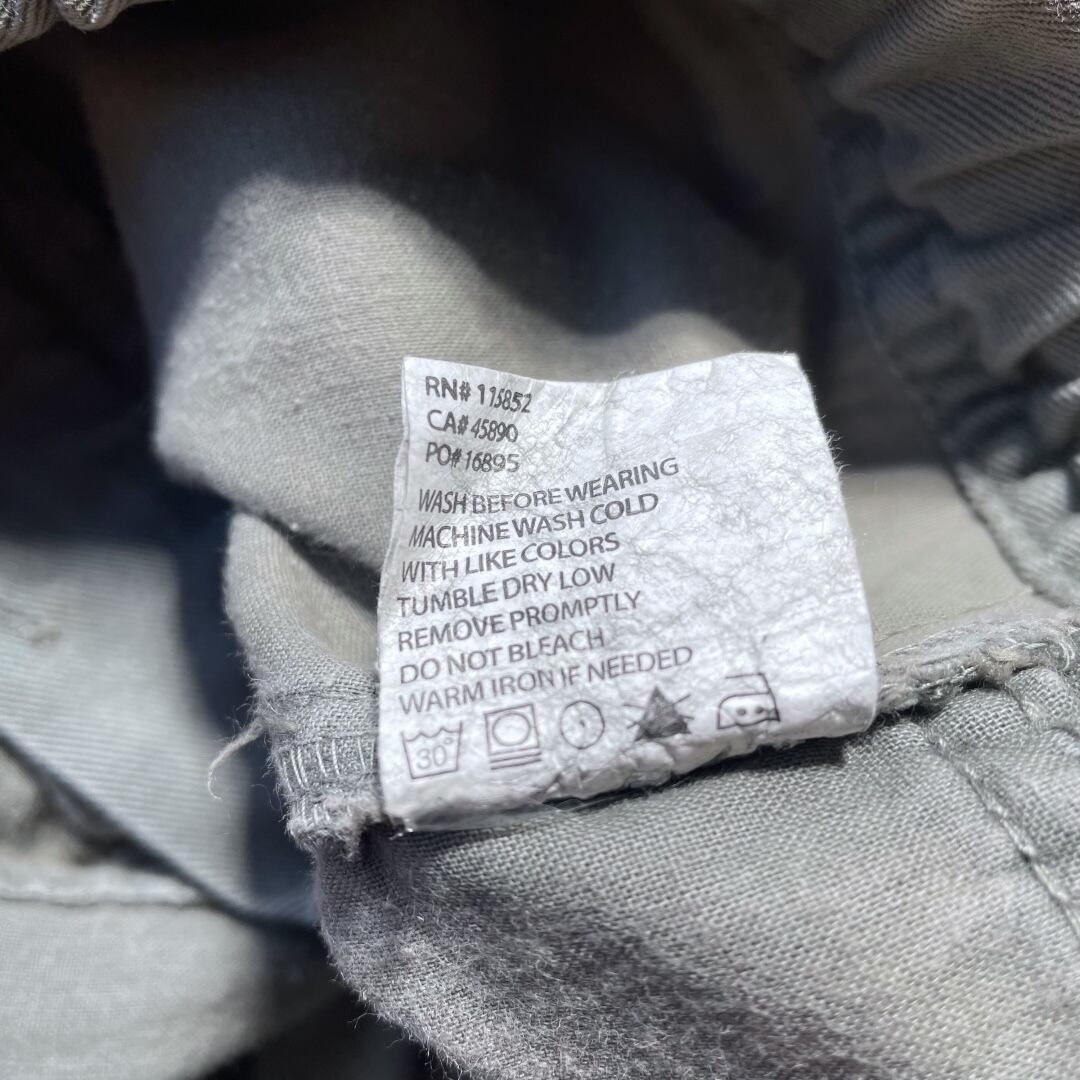 RN# 115852
CA# 45890
PO# 16895
WASH BEFORE WEARING
MACHINE WASH COLD
WITH LIKE COLORS
TUMBLE DRY LOW
REMOVE PROMPTLY
DO NOT BLEACH
WARM IRON IF NEEDED
30°